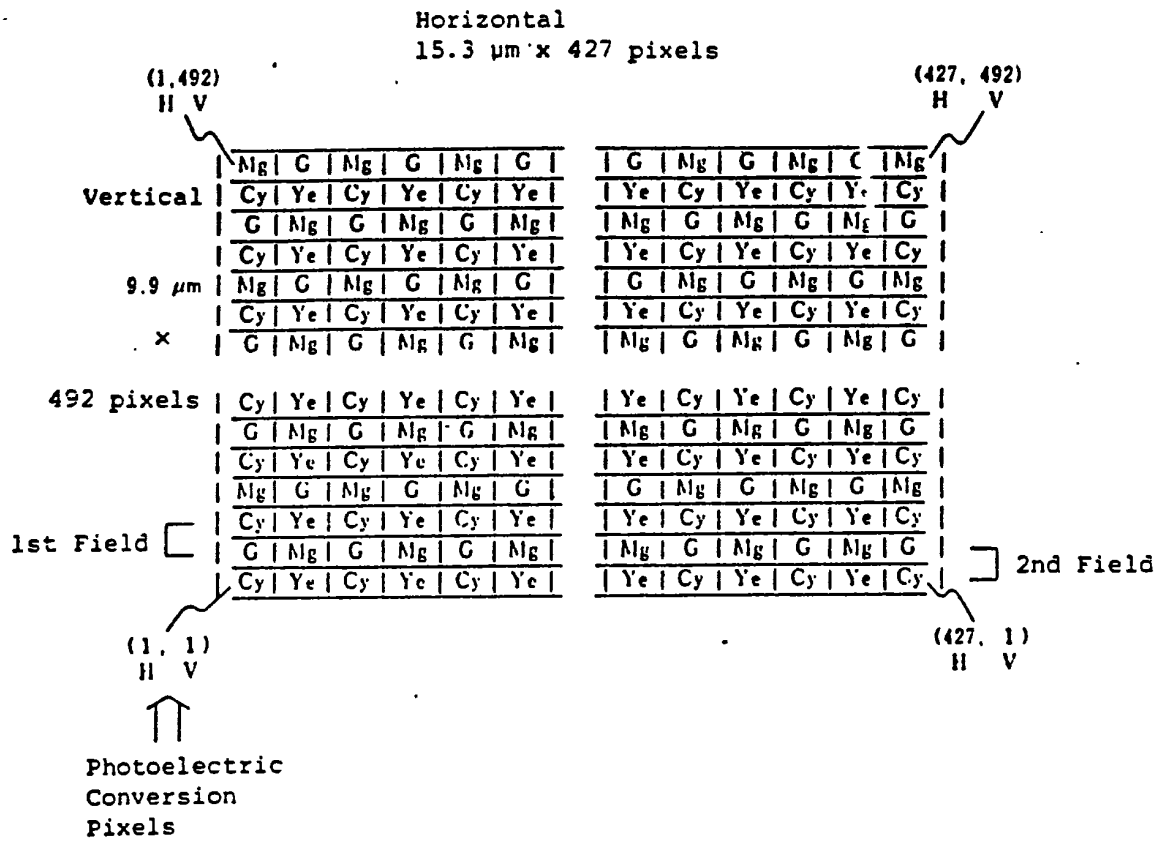 Horizontal
15.3 µm x 427 pixels
(1,492)
H V
(427, 492)
H V
| Mg | G | Mg | G | Mg | G | | G | Mg | G | Mg | | Mg |
Vertical | Cy | Ye | Cy | Ye | Cy | Ye | | Ye | Cy | Ye | Cy | Ye | Cy |
| G | Mg | G | Mg | G | Mg | | Mg | G | Mg | G | Mg | G |
| Cy | Ye | Cy | Ye | Cy | Ye | | Ye | Cy | Ye | Cy | Ye | Cy |
9.9 µm | Mg | G | Mg | G | Mg | G | | G | Mg | G | Mg | G | Mg |
| Cy | Ye | Cy | Ye | Cy | Ye | | Ye | Cy | Ye | Cy | Ye | Cy |
× | G | Mg | G | Mg | G | Mg | | Mg | G | Mg | G | Mg | G |
492 pixels | Cy | Ye | Cy | Ye | Cy | Ye | | Ye | Cy | Ye | Cy | Ye | Cy |
| G | Mg | G | Mg | G | Mg | | Mg | G | Mg | G | Mg | G |
| Cy | Ye | Cy | Ye | Cy | Ye | | Ye | Cy | Ye | Cy | Ye | Cy |
| Mg | G | Mg | G | Mg | G | | G | Mg | G | Mg | G | Mg |
| Cy | Ye | Cy | Ye | Cy | Ye | | Ye | Cy | Ye | Cy | Ye | Cy |
1st Field
| G | Mg | G | Mg | G | Mg | | Mg | G | Mg | G | Mg | G |
2nd Field
| Cy | Ye | Cy | Ye | Cy | Ye | | Ye | Cy | Ye | Cy | Ye | Cy |
(1, 1)
H V
(427, 1)
H V
Photoelectric
Conversion
Pixels